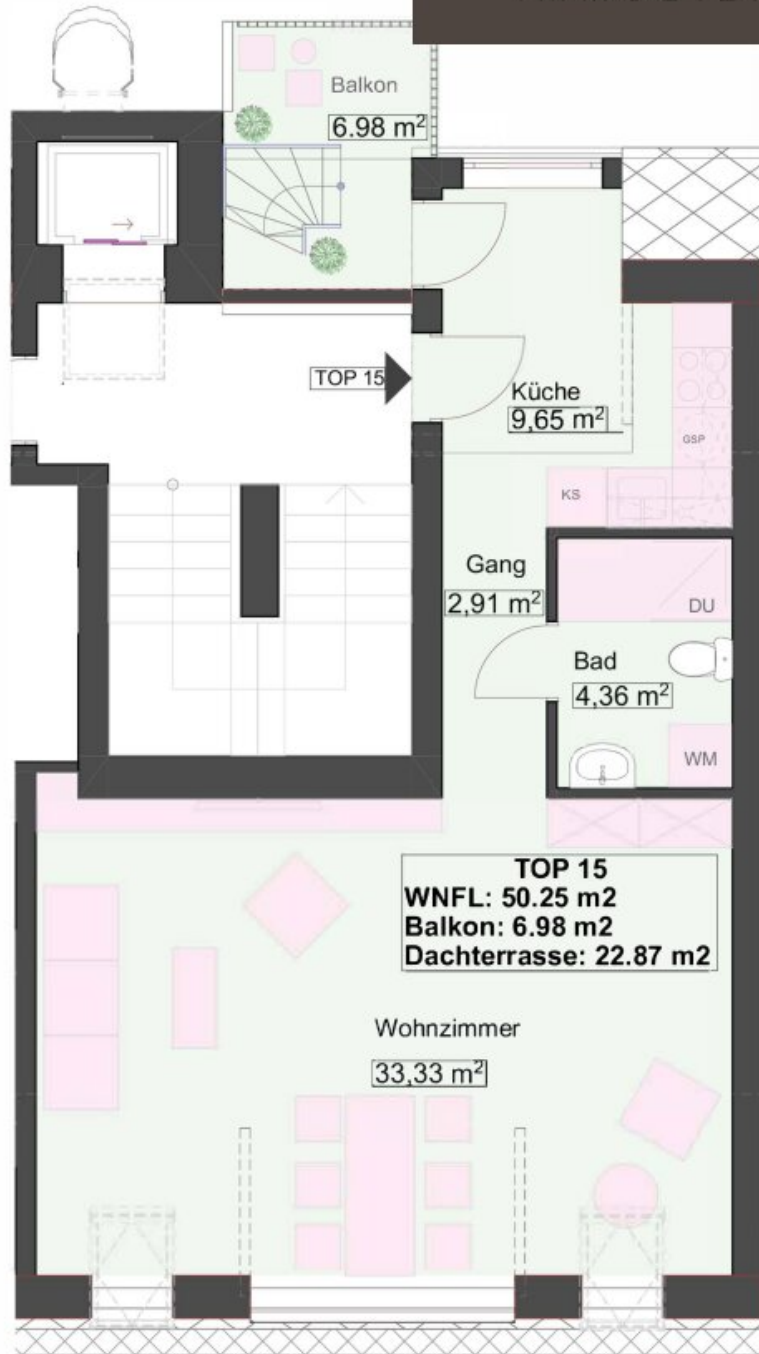 Balkon
6.98 m²
TOP 15
Küche
9,65 m²
GSP
KS
Gang
2,91 m²
DU
Bad
4,36 m²
WM
TOP 15
WNFL: 50.25 m2
Balkon: 6.98 m2
Dachterrasse: 22.87 m2
Wohnzimmer
33,33 m²